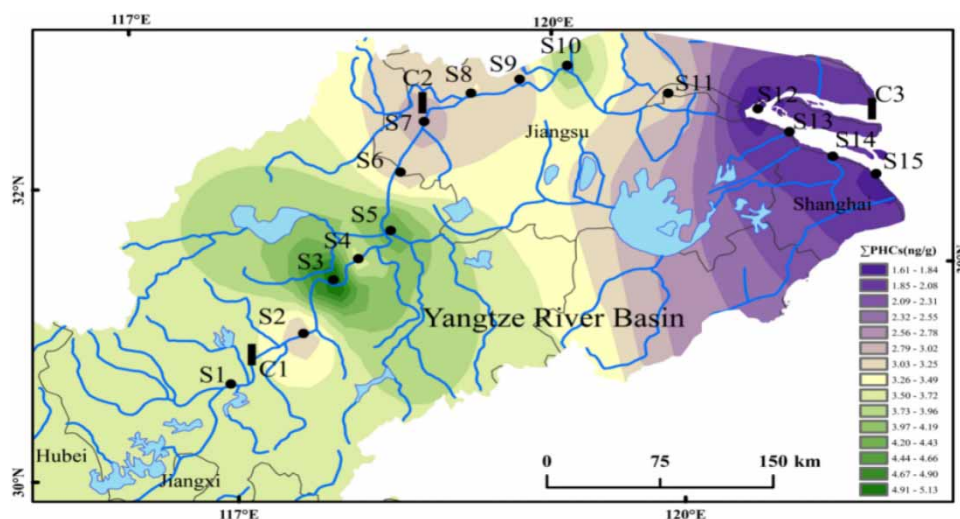 117°E
120°E
S10
S9
S8
C2
S11
C3
S12
S7
S13
Jiangsu
S14
S6
S15
32°N
Shanghai
S5
S4
∑PHCs(ng/g)
S3
1.61 - 1.84
1.85 - 2.08
2.09 - 2.31
2.32 - 2.55
2.56 - 2.78
2.79 - 3.02
3.03 - 3.25
3.26 - 3.49
3.50 - 3.72
3.73 - 3.96
3.97 - 4.19
4.20 - 4.43
4.44 - 4.66
4.67 - 4.90
4.91 - 5.13
S2
Yangtze River Basin
C1
S1
Hubei
Jiangxi
0 75 150 km
30°N
117°E
120°E